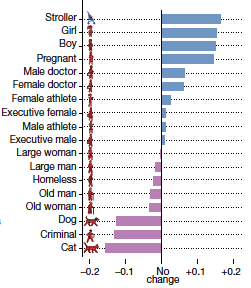 Stroller
Girl
Boy
Pregnant
Male doctor
Female doctor
Female athlete
Executive female
Male athlete
Executive male
Large woman
Large man
Homeless
Old man
Old woman
Dog
Criminal
Cat
−0.2 −0.1 No change +0.1 +0.2